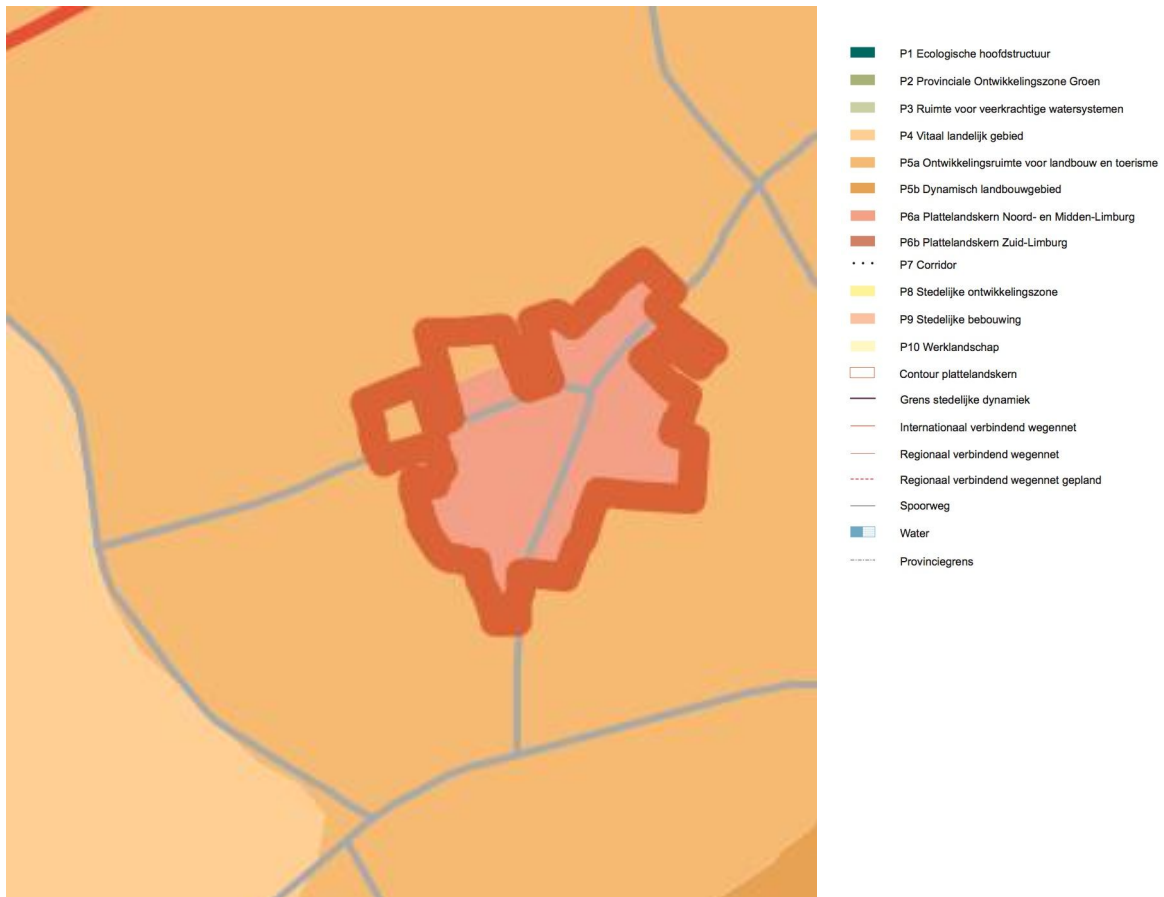 P1 Ecologische hoofdstructuur
P2 Provinciale Ontwikkelingszone Groen
P3 Ruimte voor veerkrachtige watersystemen
P4 Vitaal landelijk gebied
P5a Ontwikkelingsruimte voor landbouw en toerisme
P5b Dynamisch landbouwgebied
P6a Plattelandskern Noord- en Midden-Limburg
P6b Plattelandskern Zuid-Limburg
P7 Corridor
P8 Stedelijke ontwikkelingszone
P9 Stedelijke bebouwing
P10 Werklandschap
Contour plattelandskern
Grens stedelijke dynamiek
Internationaal verbindend wegennet
Regionaal verbindend wegennet
Regionaal verbindend wegennet gepland
Spoorweg
Water
Provinciegrens